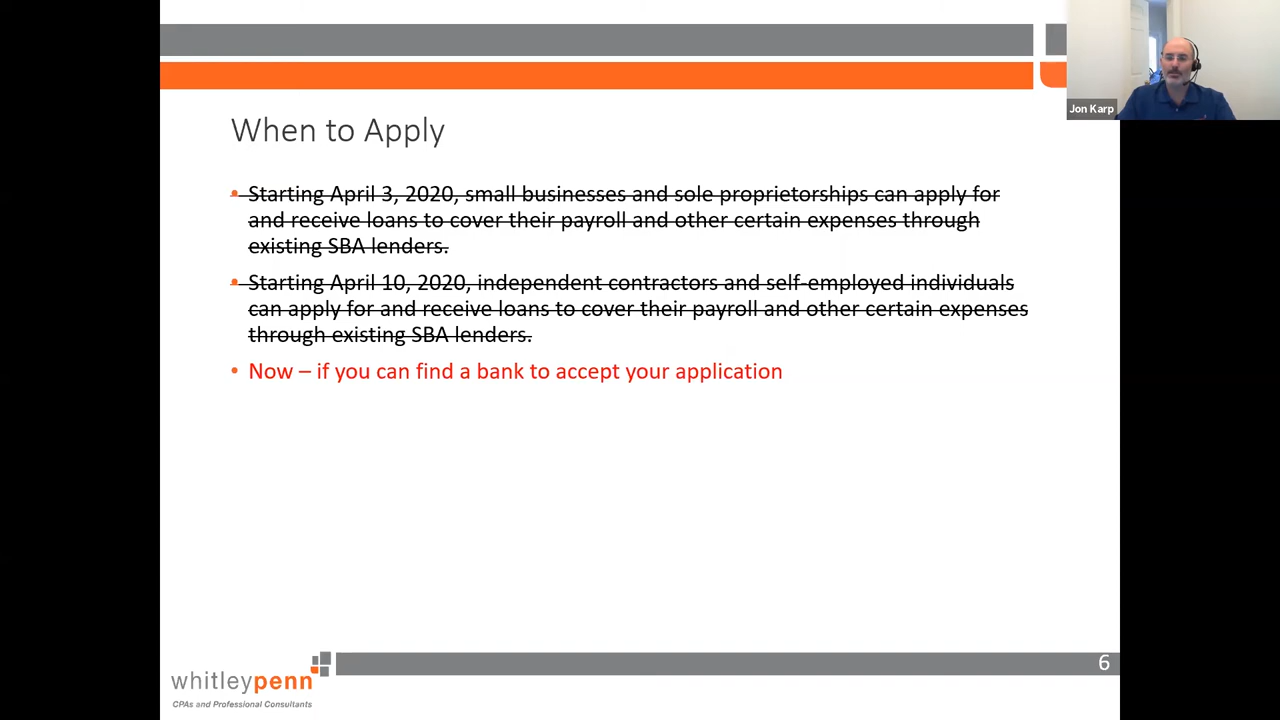 Jon Karp
When to Apply
• Starting April 3, 2020, small businesses and sole proprietorships can apply for
and receive loans to cover their payroll and other certain expenses through
existing SBA lenders.
• Starting April 10, 2020, independent contractors and self-employed individuals
can apply for and receive loans to cover their payroll and other certain expenses
through existing SBA lenders.
• Now – if you can find a bank to accept your application
6
whitleypenn
CPAs and Professional Consultants